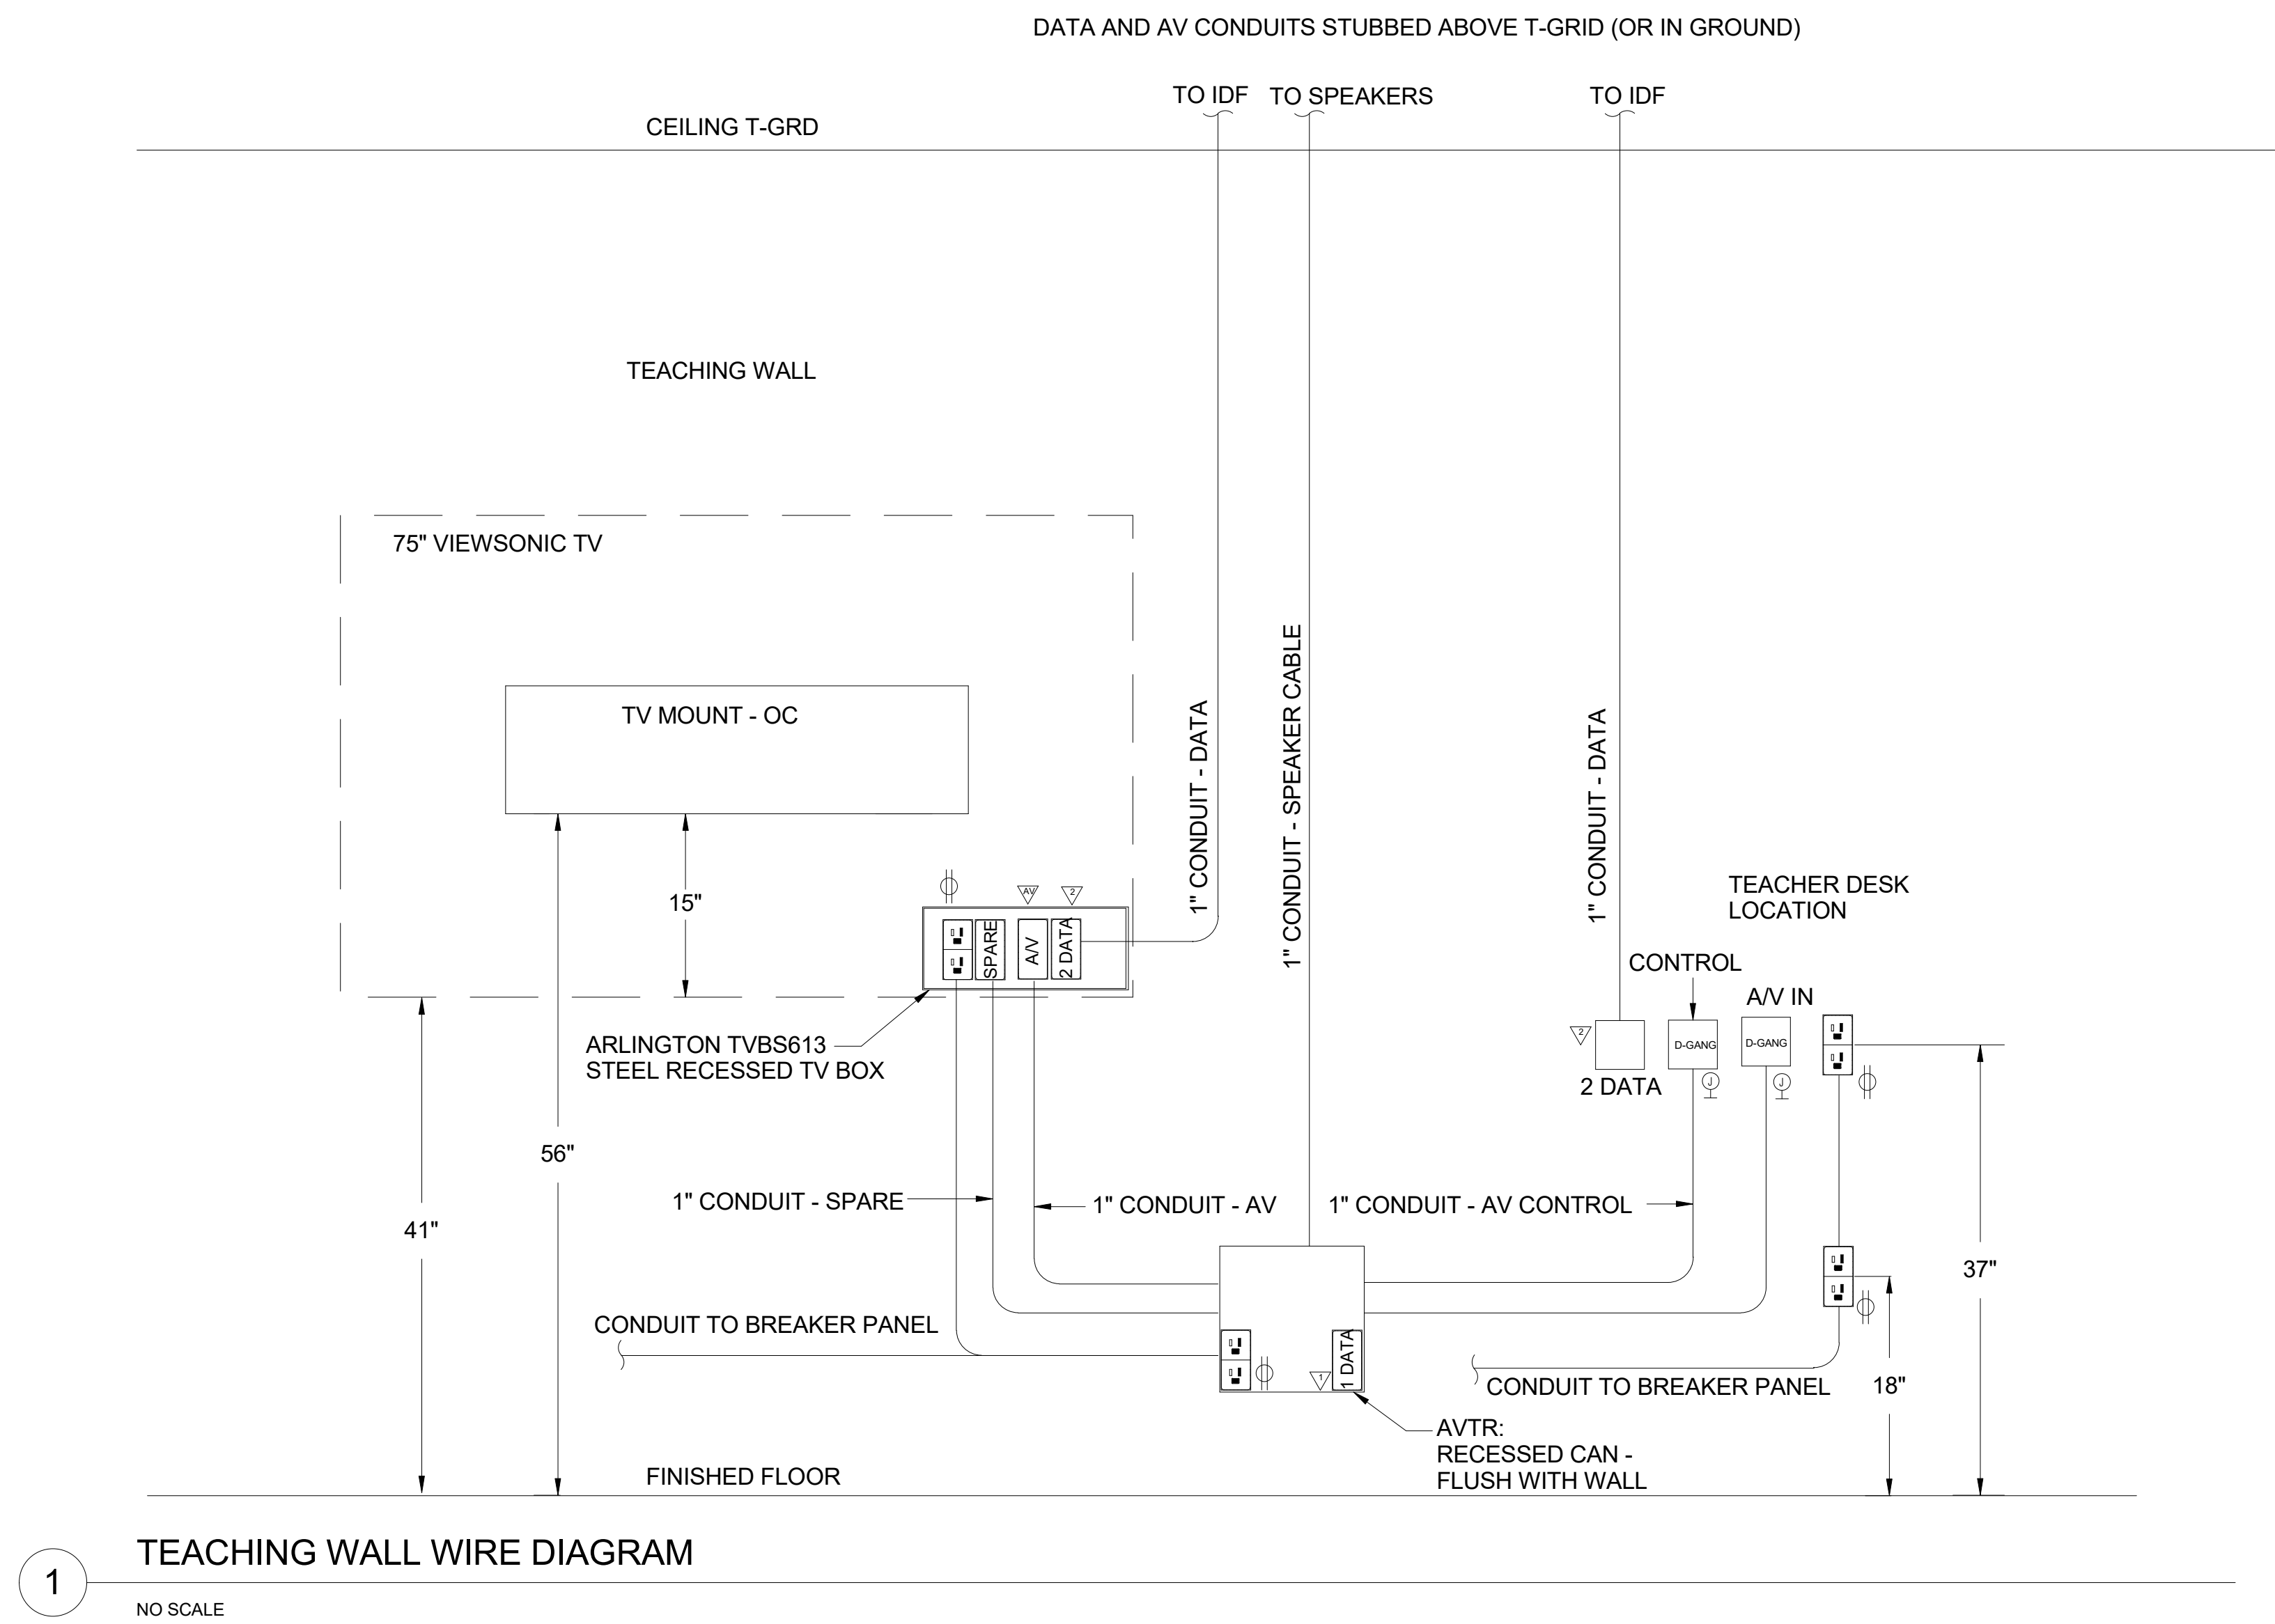 DATA AND AV CONDUITS STUBBED ABOVE T-GRID (OR IN GROUND)
TO IDF
TO SPEAKERS
TO IDF
CEILING T-GRD
TEACHING WALL
75" VIEWSONIC TV
TV MOUNT - OC
1" CONDUIT - DATA
1" CONDUIT - SPEAKER CABLE
1" CONDUIT - DATA
15"
AV
2
SPARE
A/V
2 DATA
TEACHER DESK
LOCATION
CONTROL
A/V IN
ARLINGTON TVBS613
STEEL RECESSED TV BOX
2
D-GANG
D-GANG
2 DATA
J
J
56"
1" CONDUIT - SPARE
1" CONDUIT - AV
1" CONDUIT - AV CONTROL
41"
37"
CONDUIT TO BREAKER PANEL
1
1 DATA
CONDUIT TO BREAKER PANEL
18"
AVTR:
RECESSED CAN -
FLUSH WITH WALL
FINISHED FLOOR
1
TEACHING WALL WIRE DIAGRAM
NO SCALE